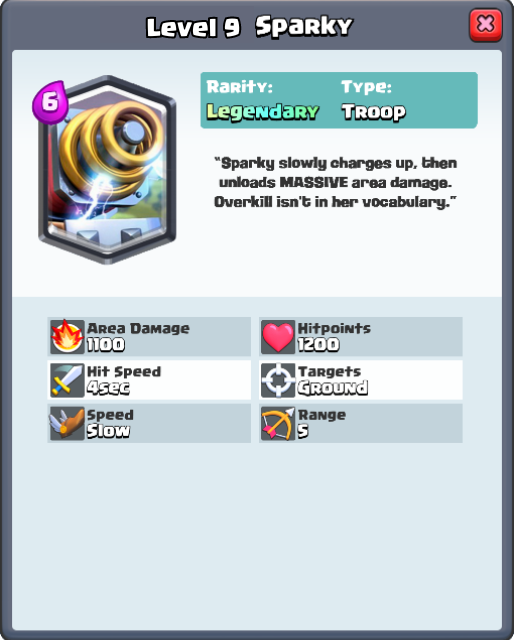 Level 9 Sparky
6
Rarity: Type:
Legendary Troop
"Sparky slowly charges up, then
unloads MASSIVE area damage.
Overkill isn't in her vocabulary."
Area Damage
1100
Hitpoints
1200
Hit Speed
4sec
Targets
Ground
Speed
Slow
Range
5